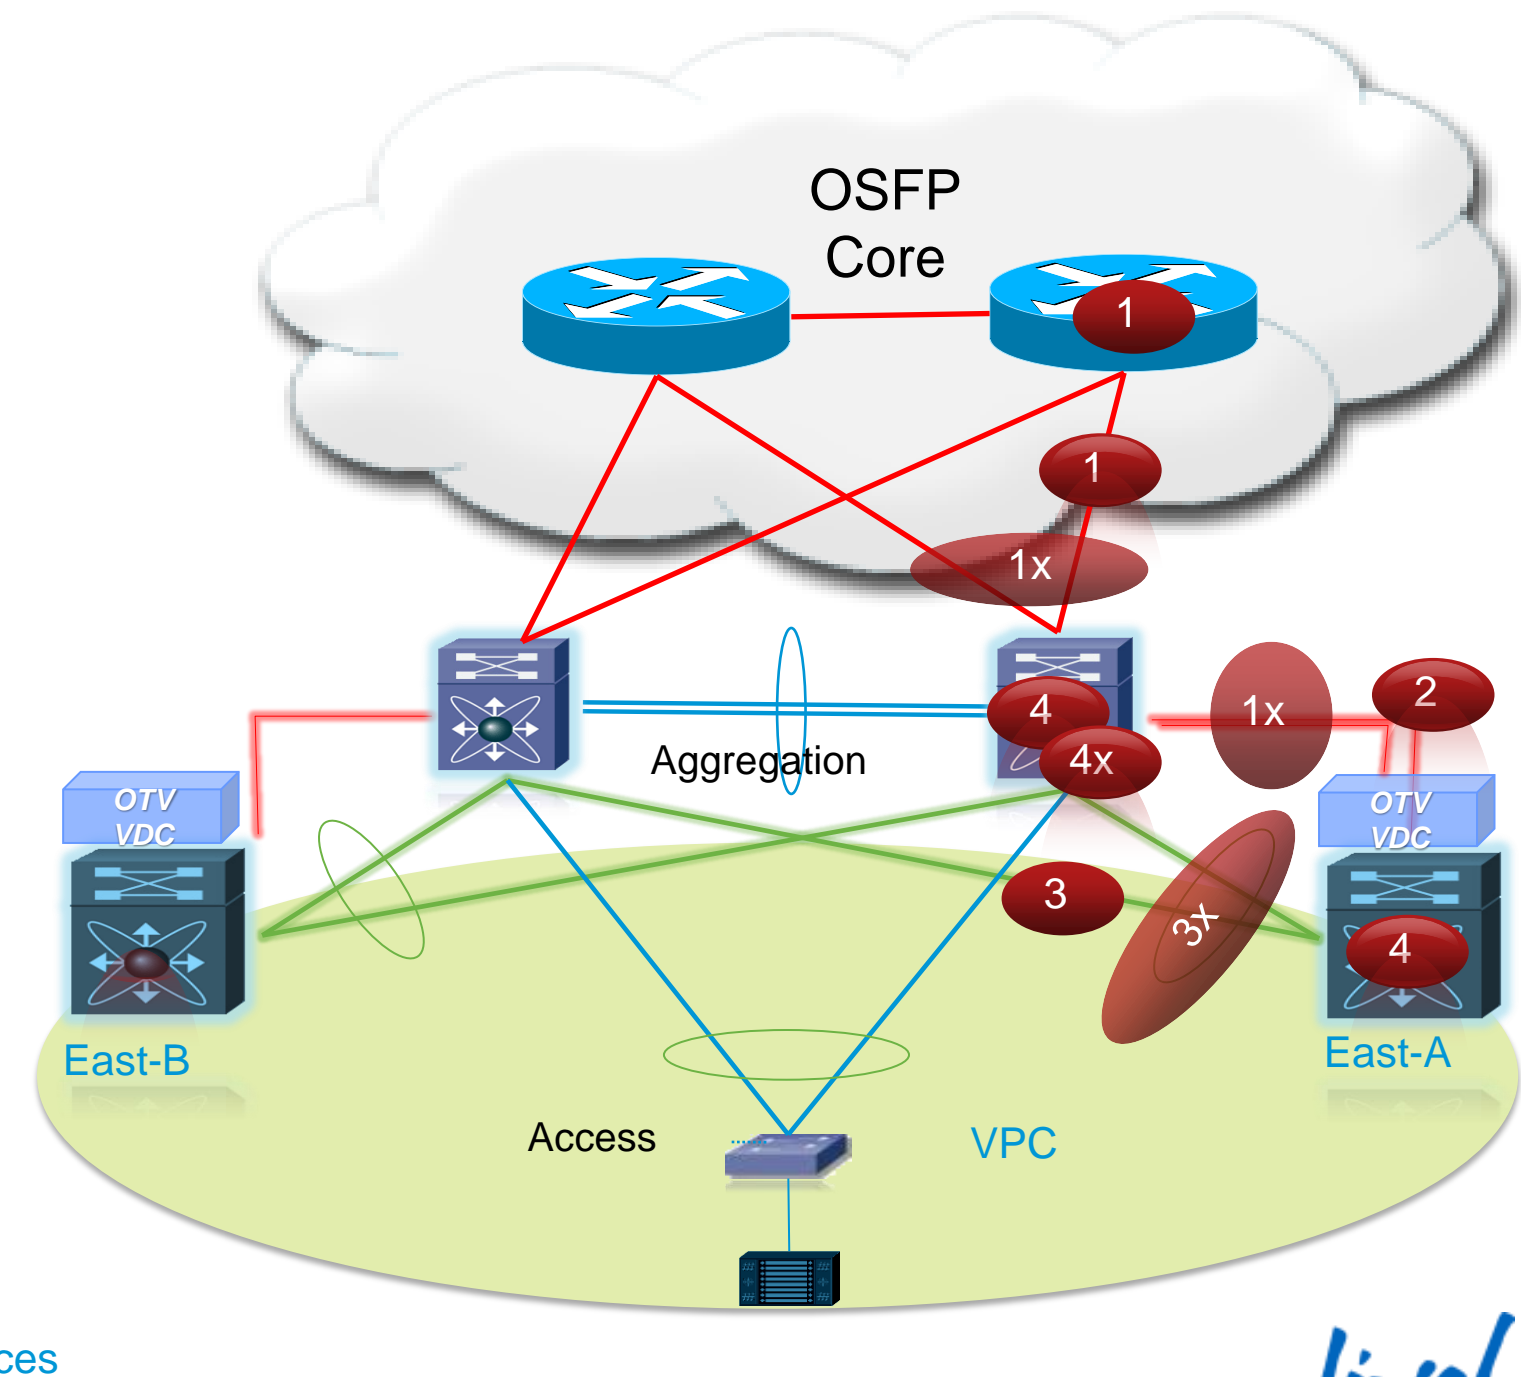 OSFP
Core
1
1
1x
4
4x
1x
2
Aggregation
OTV
VDC
OTV
VDC
3
3x
4
East-B
East-A
Access
VPC